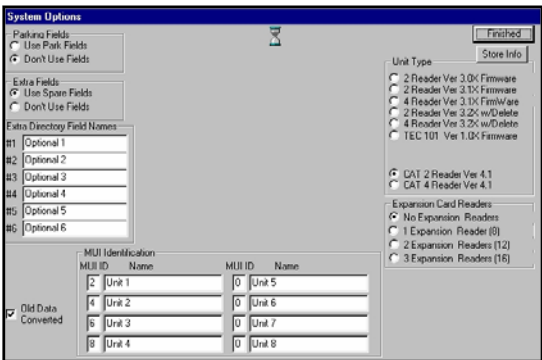 System Options
Parking Fields
Use Park Fields
Don't Use Fields
Extra Fields
Use Spare Fields
Don't Use Fields
Extra Directory Field Names
#1 Optional 1
#2 Optional 2
#3 Optional 3
#4 Optional 4
#5 Optional 5
#6 Optional 6
Finished
Store Info
Unit Type
2 Reader Ver 3.0X Firmware
2 Reader Ver 3.1X Firmware
4 Reader Ver 3.1X FirmWare
2 Reader Ver 3.2X w/Delete
4 Reader Ver 3.2X w/Delete
TEC 101 Ver 1.0X Firmware
CAT 2 Reader Ver 4.1
CAT 4 Reader Ver 4.1
Expansion Card Readers
No Expansion Readers
1 Expansion Reader (8)
2 Expansion Readers (12)
3 Expansion Readers (16)
Old Data
Converted
MUI Identification
MUI ID Name MUI ID Name
2 Unit 1 0 Unit 5
4 Unit 2 0 Unit 6
6 Unit 3 0 Unit 7
8 Unit 4 0 Unit 8